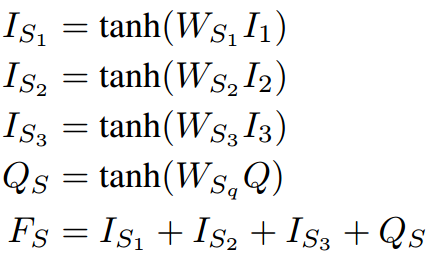 I_{S_1} = tanh(W_{S_1} I_1)
I_{S_2} = tanh(W_{S_2} I_2)
I_{S_3} = tanh(W_{S_3} I_3)
Q_S = tanh(W_{S_q} Q)
F_S = I_{S_1} + I_{S_2} + I_{S_3} + Q_S